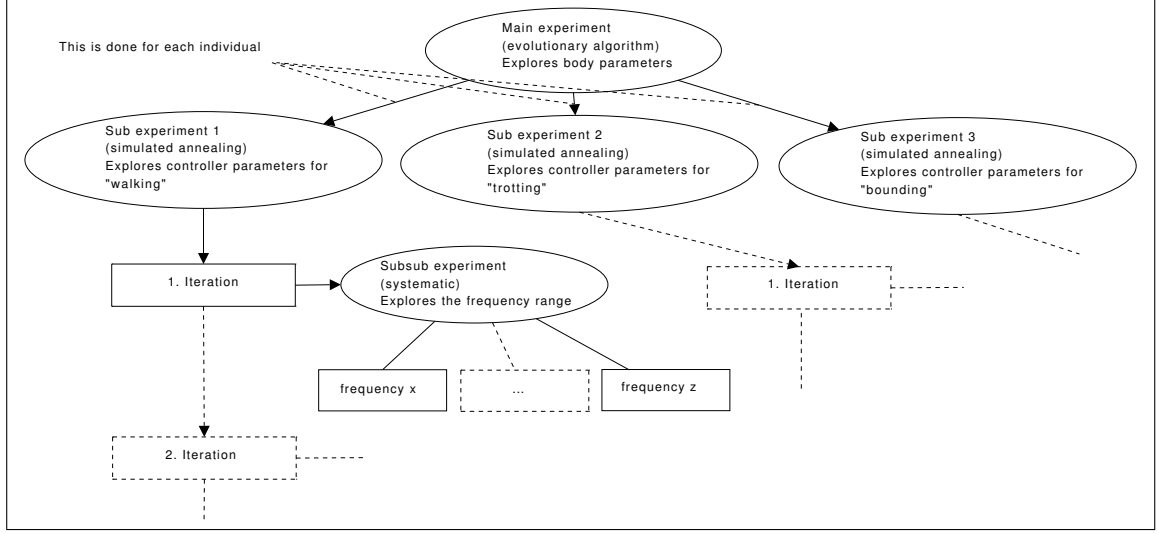 Main experiment
(evolutionary algorithm)
Explores body parameters
This is done for each individual
Sub experiment 1
(simulated annealing)
Explores controller parameters for
"walking"
Sub experiment 2
(simulated annealing)
Explores controller parameters for
"trotting"
Sub experiment 3
(simulated annealing)
Explores controller parameters for
"bounding"
1. Iteration
Subsub experiment
(systematic)
Explores the frequency range
1. Iteration
frequency x
...
frequency z
2. Iteration